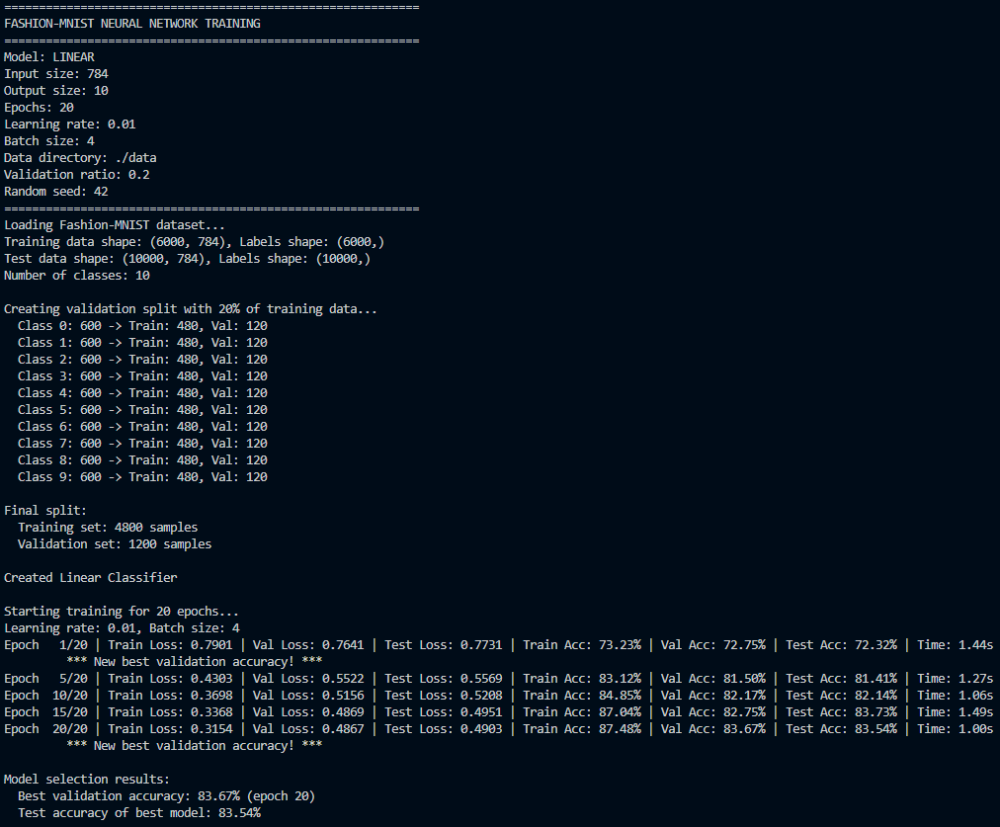 ============================================================
FASHION-MNIST NEURAL NETWORK TRAINING
============================================================
Model: LINEAR
Input size: 784
Output size: 10
Epochs: 20
Learning rate: 0.01
Batch size: 4
Data directory: ./data
Validation ratio: 0.2
Random seed: 42
============================================================
Loading Fashion-MNIST dataset...
Training data shape: (6000, 784), Labels shape: (6000,)
Test data shape: (10000, 784), Labels shape: (10000,)
Number of classes: 10

Creating validation split with 20% of training data...
  Class 0: 600 -> Train: 480, Val: 120
  Class 1: 600 -> Train: 480, Val: 120
  Class 2: 600 -> Train: 480, Val: 120
  Class 3: 600 -> Train: 480, Val: 120
  Class 4: 600 -> Train: 480, Val: 120
  Class 5: 600 -> Train: 480, Val: 120
  Class 6: 600 -> Train: 480, Val: 120
  Class 7: 600 -> Train: 480, Val: 120
  Class 8: 600 -> Train: 480, Val: 120
  Class 9: 600 -> Train: 480, Val: 120

Final split:
  Training set: 4800 samples
  Validation set: 1200 samples

Created Linear Classifier

Starting training for 20 epochs...
Learning rate: 0.01, Batch size: 4
Epoch   1/20 | Train Loss: 0.7901 | Val Loss: 0.7641 | Test Loss: 0.7731 | Train Acc: 73.23% | Val Acc: 72.75% | Test Acc: 72.32% | Time: 1.44s
         *** New best validation accuracy! ***
Epoch   5/20 | Train Loss: 0.4303 | Val Loss: 0.5522 | Test Loss: 0.5569 | Train Acc: 83.12% | Val Acc: 81.50% | Test Acc: 81.41% | Time: 1.27s
Epoch  10/20 | Train Loss: 0.3698 | Val Loss: 0.5156 | Test Loss: 0.5208 | Train Acc: 84.85% | Val Acc: 82.17% | Test Acc: 82.14% | Time: 1.06s
Epoch  15/20 | Train Loss: 0.3368 | Val Loss: 0.4869 | Test Loss: 0.4951 | Train Acc: 87.04% | Val Acc: 82.75% | Test Acc: 83.73% | Time: 1.49s
Epoch  20/20 | Train Loss: 0.3154 | Val Loss: 0.4867 | Test Loss: 0.4903 | Train Acc: 87.48% | Val Acc: 83.67% | Test Acc: 83.54% | Time: 1.00s
         *** New best validation accuracy! ***

Model selection results:
  Best validation accuracy: 83.67% (epoch 20)
  Test accuracy of best model: 83.54%